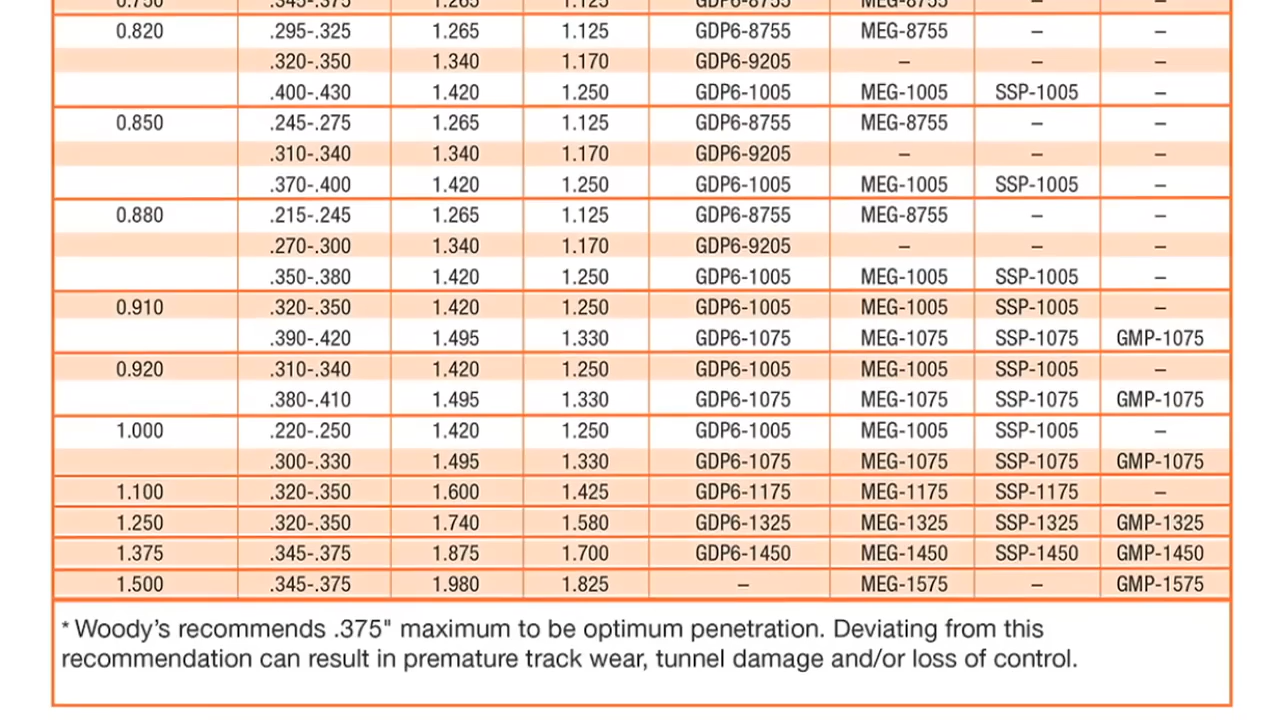 0.750 .345-.375 1.265 1.125 GDP6-8755 MEG-8755 – –
0.820 .295-.325 1.265 1.125 GDP6-8755 MEG-8755 – –
.320-.350 1.340 1.170 GDP6-9205 – – –
.400-.430 1.420 1.250 GDP6-1005 MEG-1005 SSP-1005 –
0.850 .245-.275 1.265 1.125 GDP6-8755 MEG-8755 – –
.310-.340 1.340 1.170 GDP6-9205 – – –
.370-.400 1.420 1.250 GDP6-1005 MEG-1005 SSP-1005 –
0.880 .215-.245 1.265 1.125 GDP6-8755 MEG-8755 – –
.270-.300 1.340 1.170 GDP6-9205 – – –
.350-.380 1.420 1.250 GDP6-1005 MEG-1005 SSP-1005 –
0.910 .320-.350 1.420 1.250 GDP6-1005 MEG-1005 SSP-1005 –
.390-.420 1.495 1.330 GDP6-1075 MEG-1075 SSP-1075 GMP-1075
0.920 .310-.340 1.420 1.250 GDP6-1005 MEG-1005 SSP-1005 –
.380-.410 1.495 1.330 GDP6-1075 MEG-1075 SSP-1075 GMP-1075
1.000 .220-.250 1.420 1.250 GDP6-1005 MEG-1005 SSP-1005 –
.300-.330 1.495 1.330 GDP6-1075 MEG-1075 SSP-1075 GMP-1075
1.100 .320-.350 1.600 1.425 GDP6-1175 MEG-1175 SSP-1175 –
1.250 .320-.350 1.740 1.580 GDP6-1325 MEG-1325 SSP-1325 GMP-1325
1.375 .345-.375 1.875 1.700 GDP6-1450 MEG-1450 SSP-1450 GMP-1450
1.500 .345-.375 1.980 1.825 – MEG-1575 – GMP-1575
* Woody's recommends .375" maximum to be optimum penetration. Deviating from this
recommendation can result in premature track wear, tunnel damage and/or loss of control.